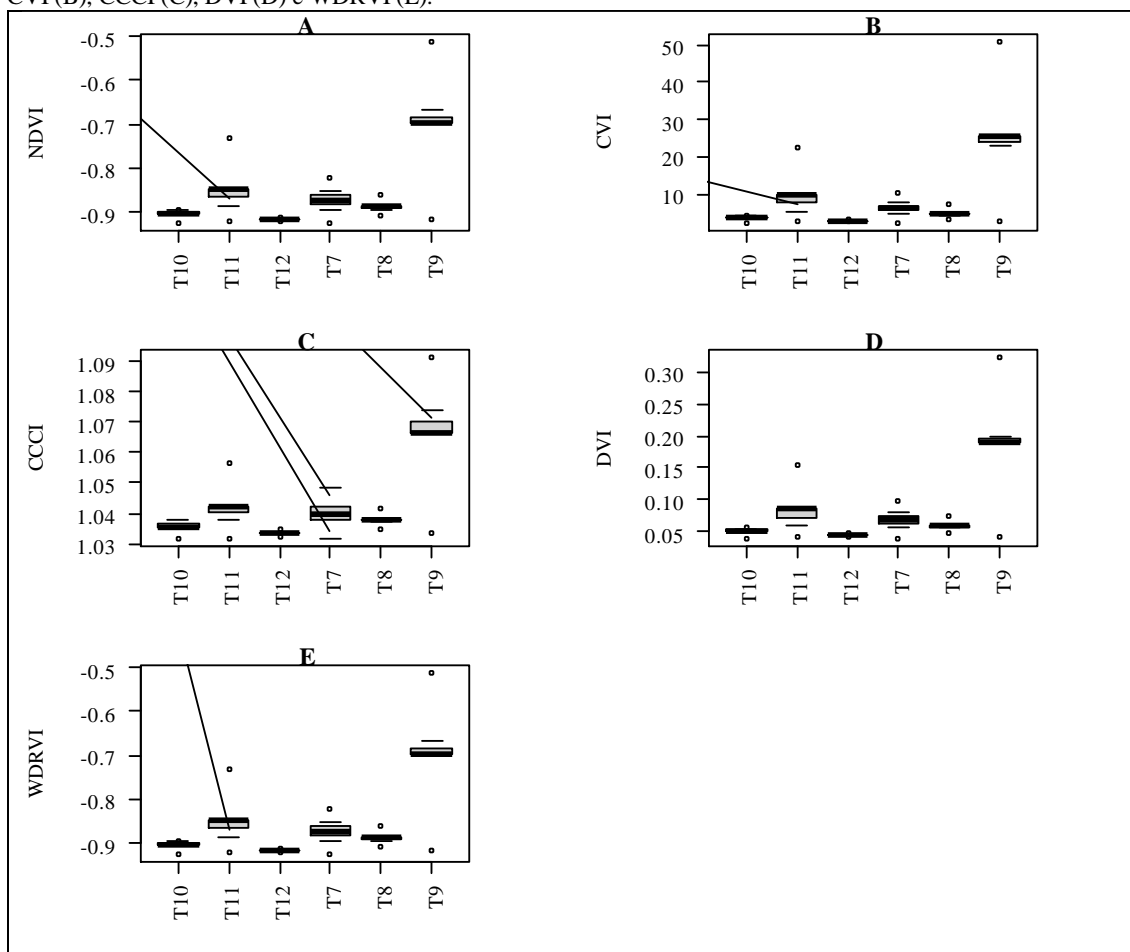 CVI (B), CCCI (C), DVI (D) e WDRVI (E).
A
-0.5
-0.6
-0.7
-0.8
-0.9
NDVI
T10 T11 T12 T7 T8 T9
B
50
40
30
20
10
CVI
T10 T11 T12 T7 T8 T9
C
1.09
1.08
1.07
1.06
1.05
1.04
1.03
CCCI
T10 T11 T12 T7 T8 T9
D
0.30
0.25
0.20
0.15
0.10
0.05
DVI
T10 T11 T12 T7 T8 T9
E
-0.5
-0.6
-0.7
-0.8
-0.9
WDRVI
T10 T11 T12 T7 T8 T9